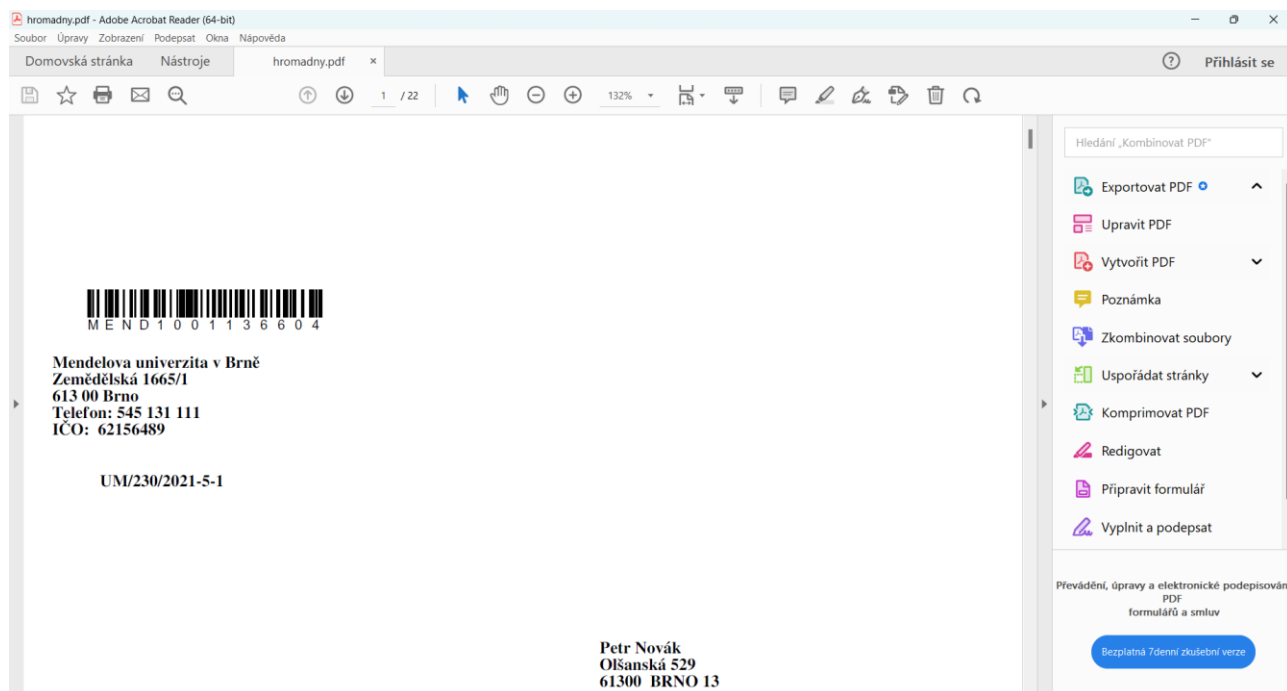 hromadny.pdf - Adobe Acrobat Reader (64-bit)
Soubor Úpravy Zobrazení Podepsat Okna Nápověda
Domovská stránka Nástroje hromadny.pdf × ? Přihlásit se
1 / 22 132%
Hledání „Kombinovat PDF"
Exportovat PDF
Upravit PDF
Vytvořit PDF
Poznámka
Zkombinovat soubory
Uspořádat stránky
Komprimovat PDF
Redigovat
Připravit formulář
Vyplnit a podepsat
Převádění, úpravy a elektronické podepisován
PDF
formulářů a smluv
Bezplatná 7denní zkušební verze
MEND1001136604
Mendelova univerzita v Brně
Zemědělská 1665/1
613 00 Brno
Telefon: 545 131 111
IČO: 62156489
UM/230/2021-5-1
Petr Novák
Olšanská 529
61300 BRNO 13